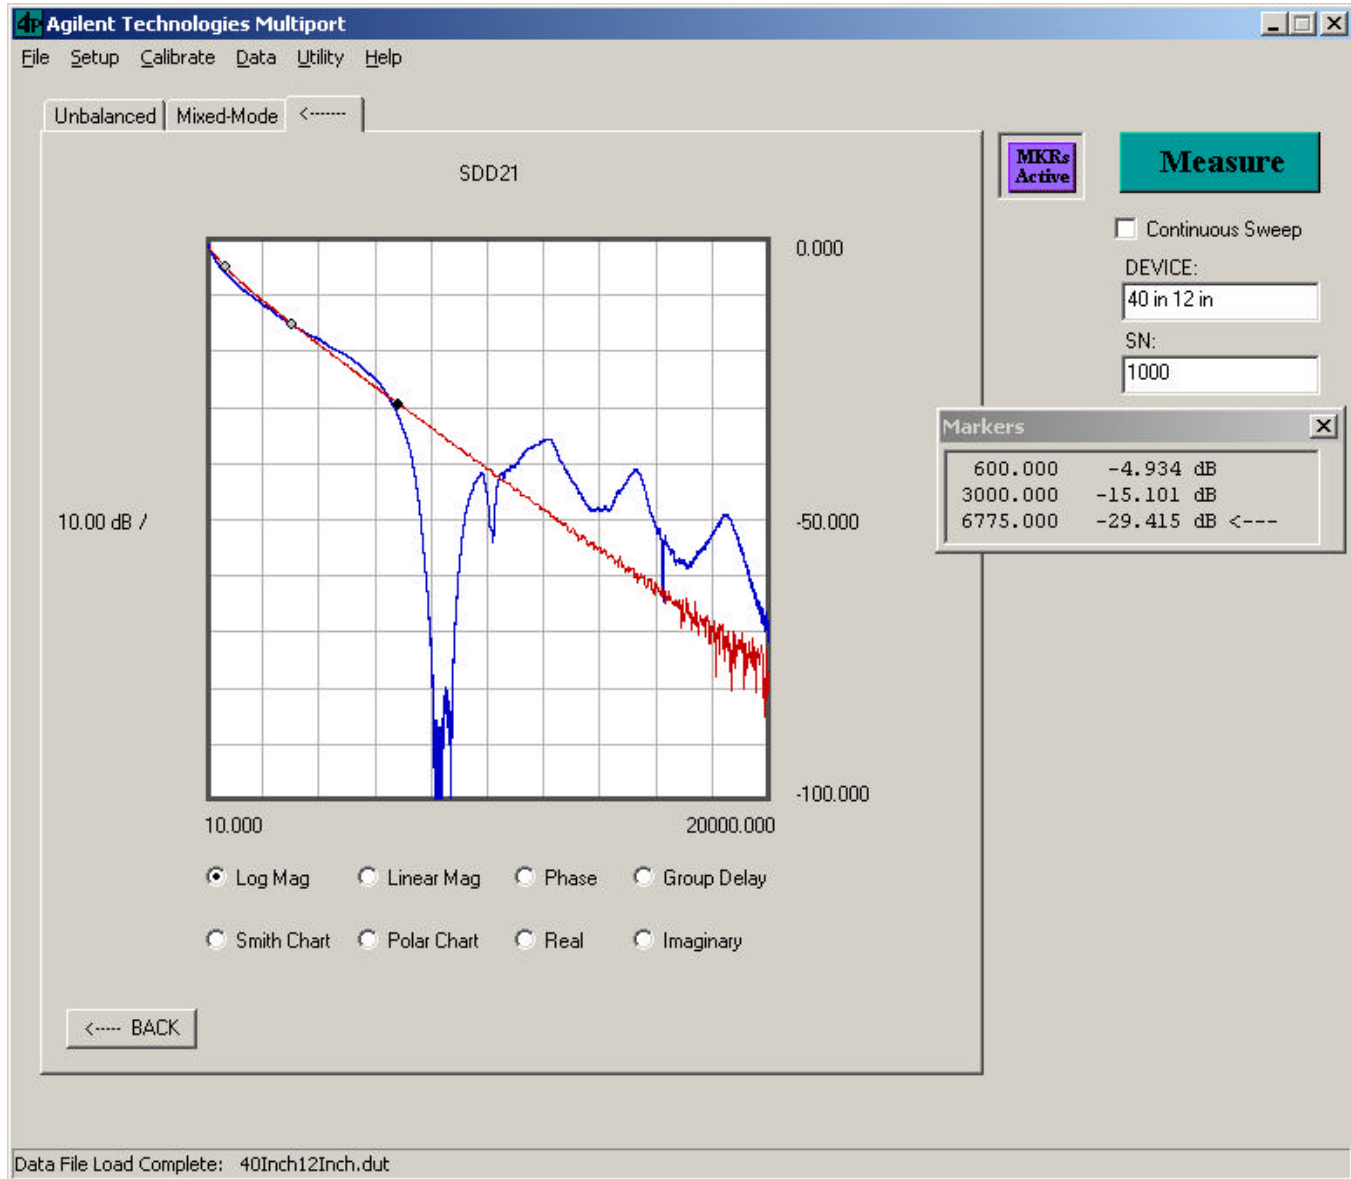 4P Agilent Technologies Multiport
File Setup Calibrate Data Utility Help
Unbalanced Mixed-Mode <-------
SDD21
MKRs Active
Measure
Continuous Sweep
DEVICE:
40 in 12 in
SN:
1000
0.000
10.00 dB /
-50.000
-100.000
10.000 20000.000
Markers
600.000 -4.934 dB
3000.000 -15.101 dB
6775.000 -29.415 dB <---
Log Mag Linear Mag Phase Group Delay
Smith Chart Polar Chart Real Imaginary
<----- BACK
Data File Load Complete: 40Inch12Inch.dut